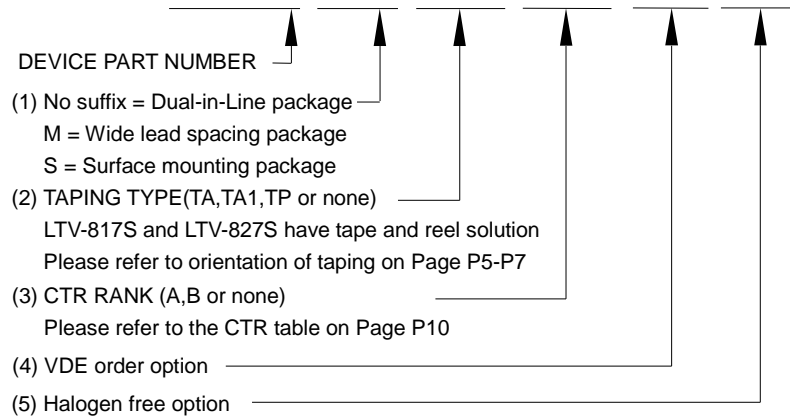 DEVICE PART NUMBER
(1) No suffix = Dual-in-Line package
M = Wide lead spacing package
S = Surface mounting package
(2) TAPING TYPE(TA,TA1,TP or none)
LTV-817S and LTV-827S have tape and reel solution
Please refer to orientation of taping on Page P5-P7
(3) CTR RANK (A,B or none)
Please refer to the CTR table on Page P10
(4) VDE order option
(5) Halogen free option